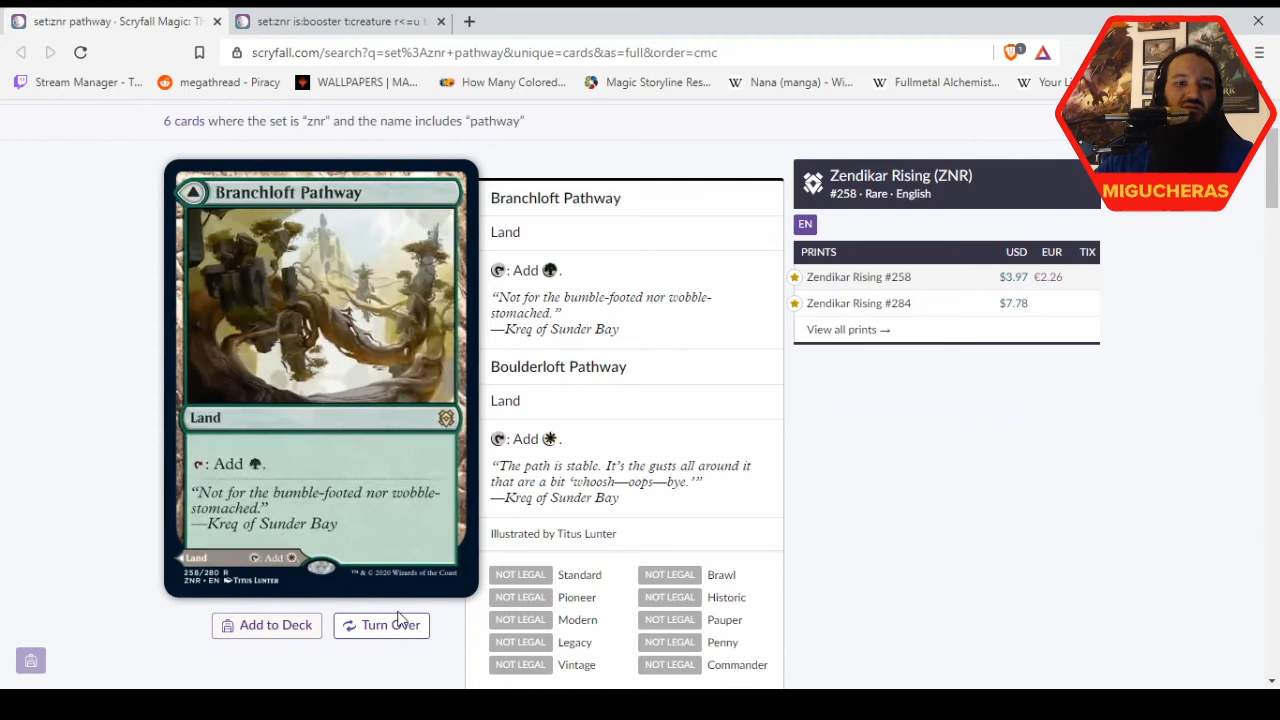 set:znr pathway · Scryfall Magic: Th
set:znr is:booster t:creature r<=u t
scryfall.com/search?q=set%3Aznr+pathway&unique=cards&as=full&order=cmc
1
Stream Manager - T...
megathread - Piracy
WALLPAPERS | MA...
How Many Colored...
Magic Storyline Res...
Nana (manga) - Wi...
Fullmetal Alchemist...
Your Li
6 cards where the set is “znr” and the name includes “pathway”
MIGUCHERAS
Branchloft Pathway
Land
: Add .
“Not for the bumble-footed nor wobble-
stomached.”
—Kreq of Sunder Bay
Land : Add .
258/280 R
ZNR • EN Titus Lunter
™ & © 2020 Wizards of the Coast
Add to Deck
Turn Over
Branchloft Pathway
Land
: Add .
“Not for the bumble-footed nor wobble-
stomached.”
—Kreq of Sunder Bay
Boulderloft Pathway
Land
: Add .
“The path is stable. It’s the gusts all around it
that are a bit ‘whoosh—oops—bye.’”
—Kreq of Sunder Bay
Illustrated by Titus Lunter
NOT LEGAL Standard NOT LEGAL Brawl
NOT LEGAL Pioneer NOT LEGAL Historic
NOT LEGAL Modern NOT LEGAL Pauper
NOT LEGAL Legacy NOT LEGAL Penny
NOT LEGAL Vintage NOT LEGAL Commander
Zendikar Rising (ZNR)
#258 · Rare · English
EN
PRINTS USD EUR TIX
Zendikar Rising #258 $3.97 €2.26
Zendikar Rising #284 $7.78
View all prints →